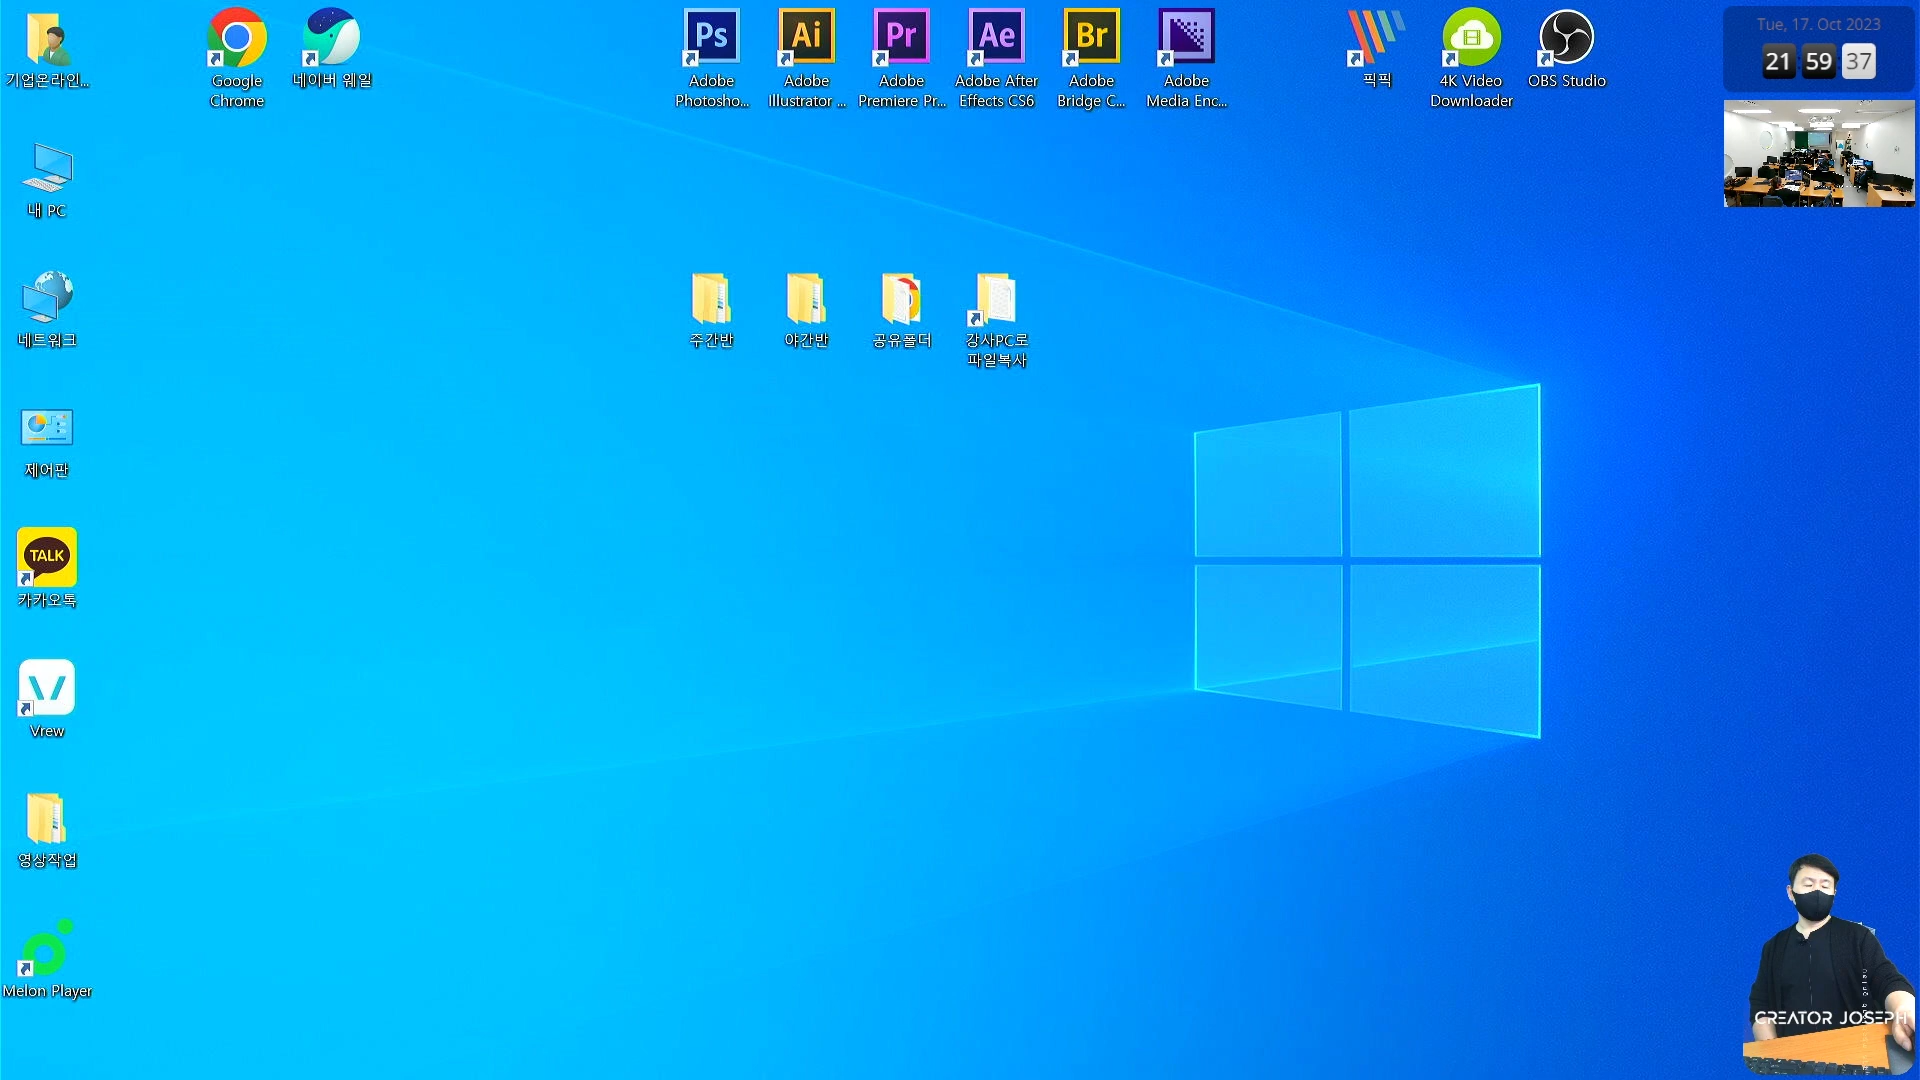 기업온라인...
Google
Chrome
네이버 웨일
Ps
Adobe
Photosho...
Ai
Adobe
Illustrator ...
Pr
Adobe
Premiere Pr...
Ae
Adobe After
Effects CS6
Br
Adobe
Bridge C...
Adobe
Media Enc...
픽픽
4K Video
Downloader
OBS Studio
Tue, 17. Oct 2023
21 59 37
내 PC
네트워크
주간반
야간반
공유폴더
강사PC로
파일복사
제어판
TALK
카카오톡
Vrew
영상작업
Melon Player
CREATOR JOSEPH